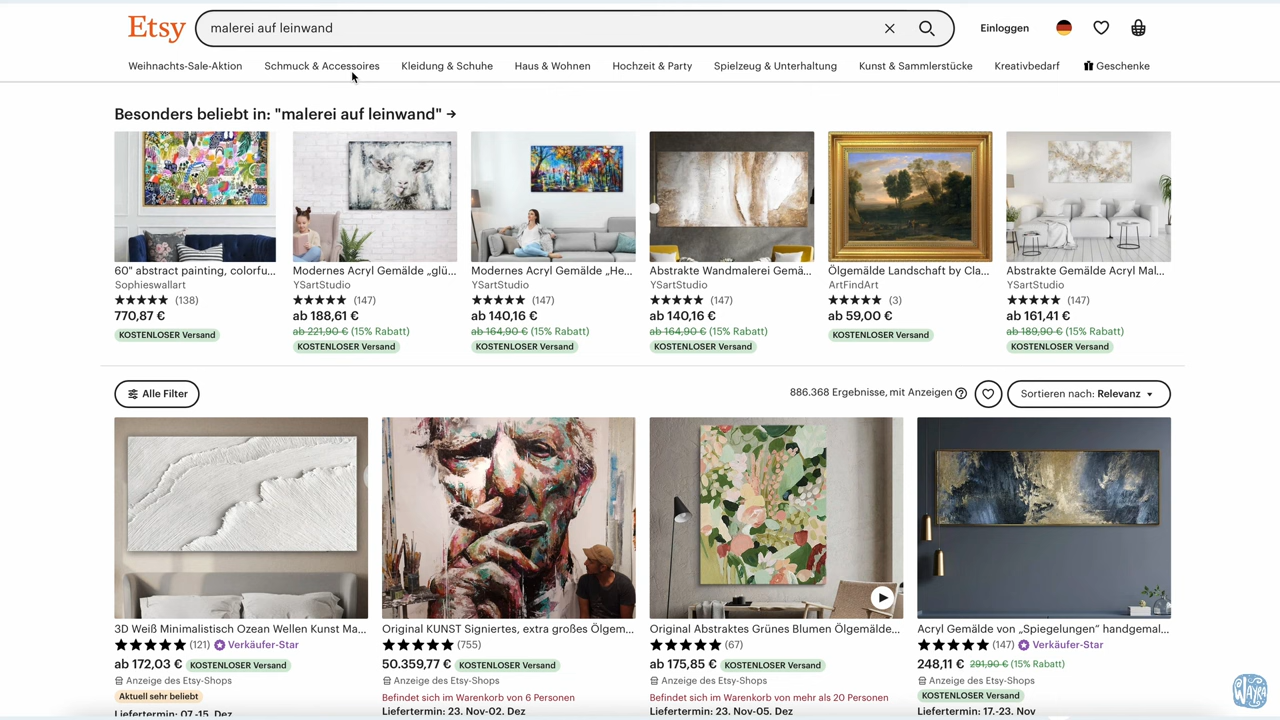 Etsy
malerei auf leinwand
Einloggen
Weihnachts-Sale-Aktion
Schmuck & Accessoires
Kleidung & Schuhe
Haus & Wohnen
Hochzeit & Party
Spielzeug & Unterhaltung
Kunst & Sammlerstücke
Kreativbedarf
Geschenke
Besonders beliebt in: "malerei auf leinwand" →
60" abstract painting, colorfu...
Sophieswallart
★★★★★ (138)
770,87 €
KOSTENLOSER Versand
Modernes Acryl Gemälde „glü...
YSartStudio
★★★★★ (147)
ab 188,61 €
ab 221,90 € (15% Rabatt)
KOSTENLOSER Versand
Modernes Acryl Gemälde „He...
YSartStudio
★★★★★ (147)
ab 140,16 €
ab 164,90 € (15% Rabatt)
KOSTENLOSER Versand
Abstrakte Wandmalerei Gemä...
YSartStudio
★★★★★ (147)
ab 140,16 €
ab 164,90 € (15% Rabatt)
KOSTENLOSER Versand
Ölgemälde Landschaft by Cla...
ArtFindArt
★★★★★ (3)
ab 59,00 €
KOSTENLOSER Versand
Abstrakte Gemälde Acryl Mal...
YSartStudio
★★★★★ (147)
ab 161,41 €
ab 189,90 € (15% Rabatt)
KOSTENLOSER Versand
Alle Filter
886.368 Ergebnisse, mit Anzeigen ?
Sortieren nach: Relevanz
3D Weiß Minimalistisch Ozean Wellen Kunst Ma...
★★★★★ (121) Verkäufer-Star
ab 172,03 € KOSTENLOSER Versand
Anzeige des Etsy-Shops
Aktuell sehr beliebt
Liefertermin: 07.-15. Dez
Original KUNST Signiertes, extra großes Ölgem...
★★★★★ (755)
50.359,77 € KOSTENLOSER Versand
Anzeige des Etsy-Shops
Befindet sich im Warenkorb von 6 Personen
Liefertermin: 23. Nov-02. Dez
Original Abstraktes Grünes Blumen Ölgemälde...
★★★★★ (67)
ab 175,85 € KOSTENLOSER Versand
Anzeige des Etsy-Shops
Befindet sich im Warenkorb von mehr als 20 Personen
Liefertermin: 23. Nov-05. Dez
Acryl Gemälde von „Spiegelungen” handgemal...
★★★★★ (147) Verkäufer-Star
248,11 € 291,90 € (15% Rabatt)
Anzeige des Etsy-Shops
KOSTENLOSER Versand
Liefertermin: 17.-23. Nov
WAYRA